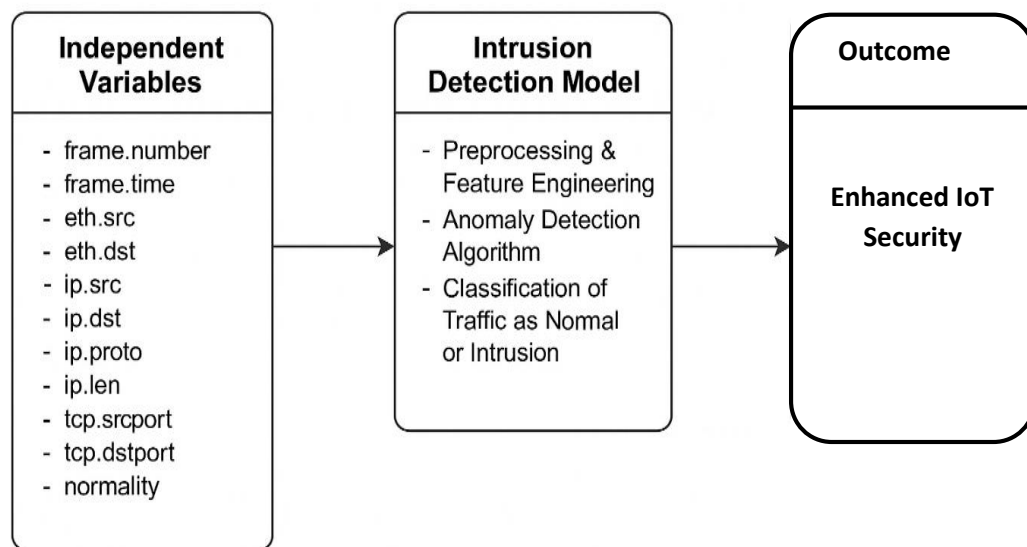 Independent
Variables
- frame.number
- frame.time
- eth.src
- eth.dst
- ip.src
- ip.dst
- ip.proto
- ip.len
- tcp.srcport
- tcp.dstport
- normality
Intrusion
Detection Model
- Preprocessing &
Feature Engineering
- Anomaly Detection
Algorithm
- Classification of
Traffic as Normal
or Intrusion
Outcome
Enhanced IoT
Security